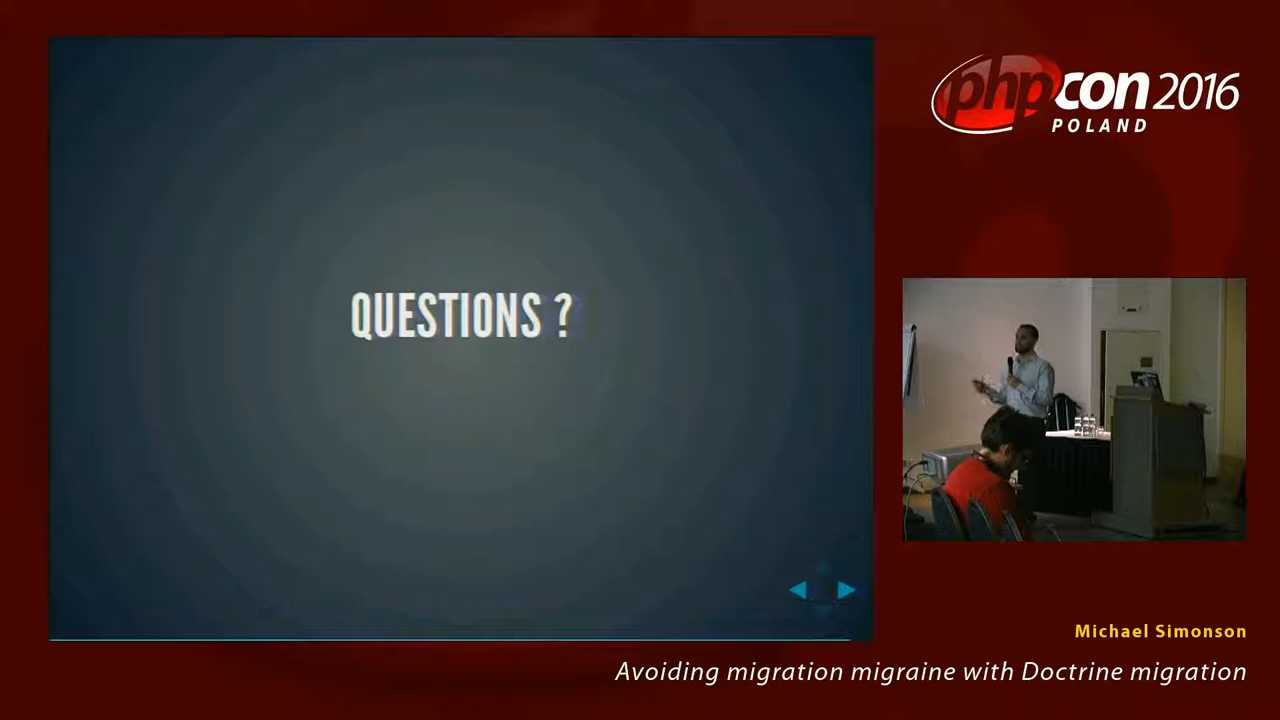 QUESTIONS ?
phpcon 2016
POLAND
Michael Simonson
Avoiding migration migraine with Doctrine migration